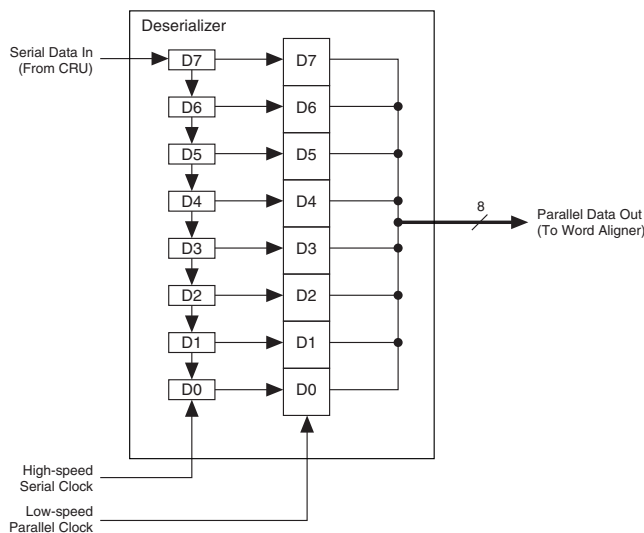 Deserializer
Serial Data In
(From CRU)
D7
D7
D6
D6
D5
D5
D4
D4
8
Parallel Data Out
(To Word Aligner)
D3
D3
D2
D2
D1
D1
D0
D0
High-speed
Serial Clock
Low-speed
Parallel Clock